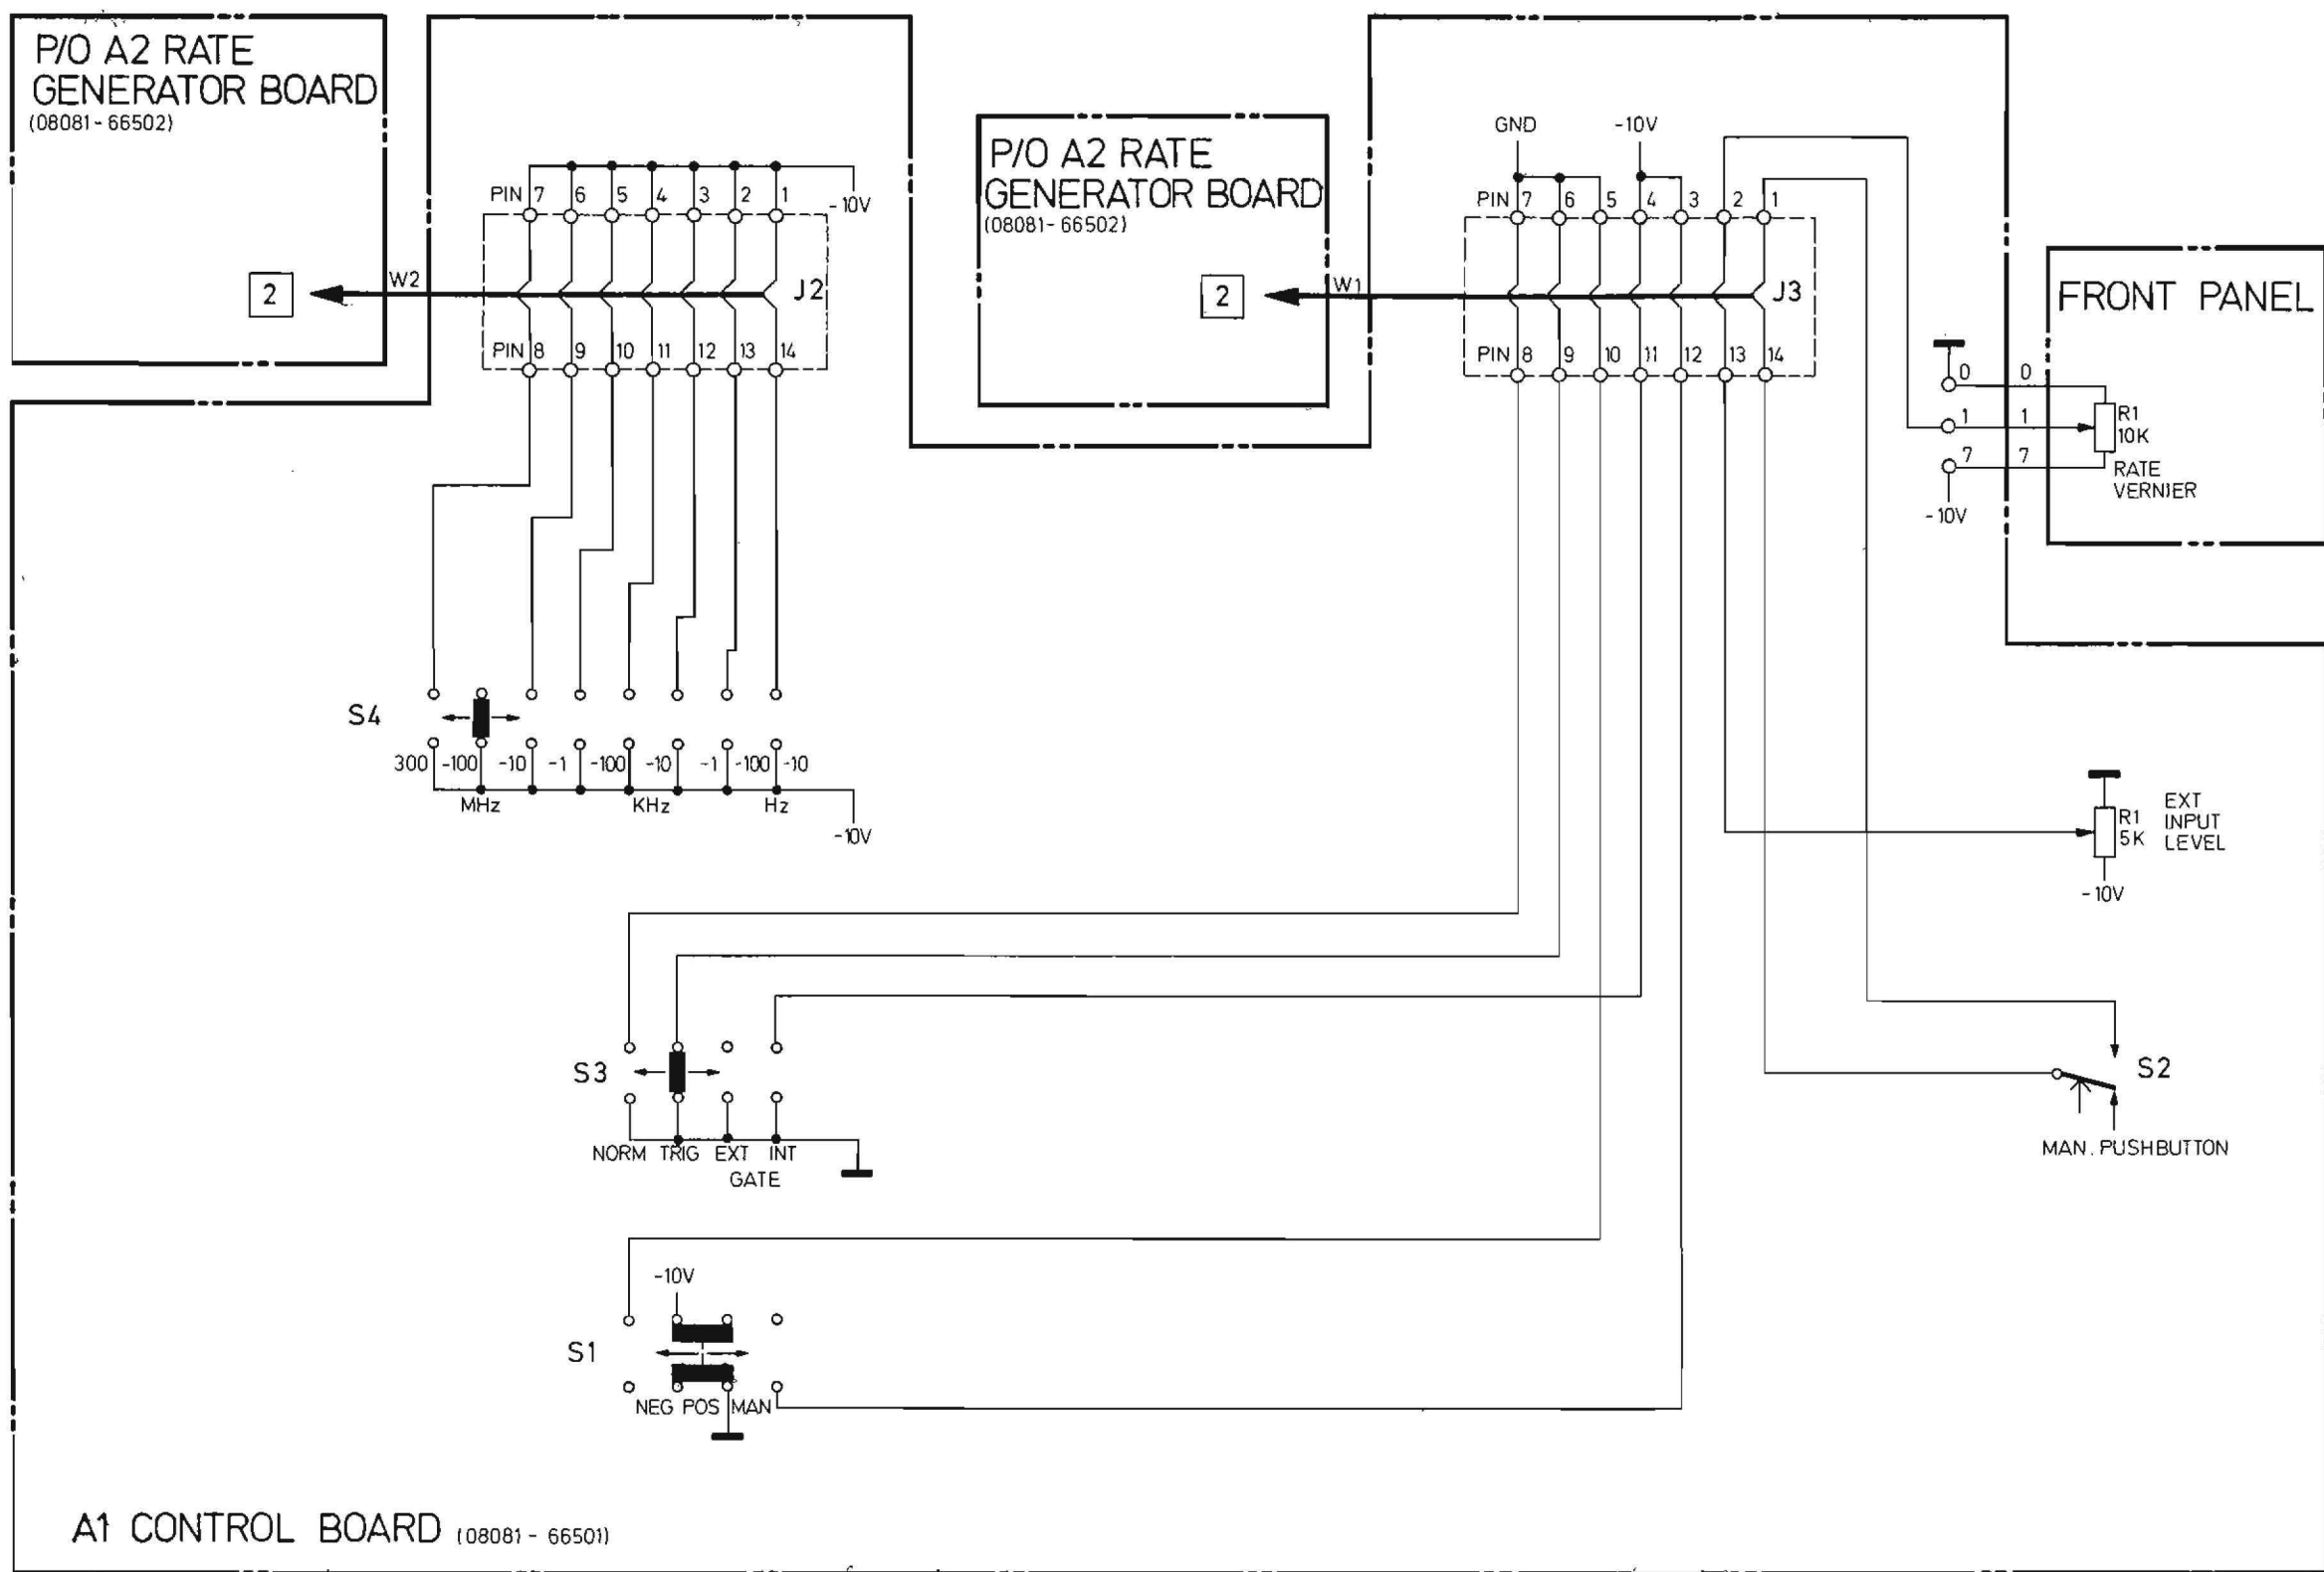 P/O A2 RATE
GENERATOR BOARD
(08081-66502)
2
W2
PIN 7 6 5 4 3 2 1
-10V
J2
PIN 8 9 10 11 12 13 14
P/O A2 RATE
GENERATOR BOARD
(08081-66502)
2
W1
GND -10V
PIN 7 6 5 4 3 2 1
J3
PIN 8 9 10 11 12 13 14
FRONT PANEL
0 0
1 1
7 7
-10V
R1
10K
RATE
VERNIER
S4
300 -100 -10 -1 -100 -10 -1 -100 -10
MHz KHz Hz
-10V
R1
5K
EXT
INPUT
LEVEL
-10V
S3
NORM TRIG EXT INT
GATE
S2
MAN. PUSHBUTTON
-10V
S1
NEG POS MAN
A1 CONTROL BOARD (08081-66501)